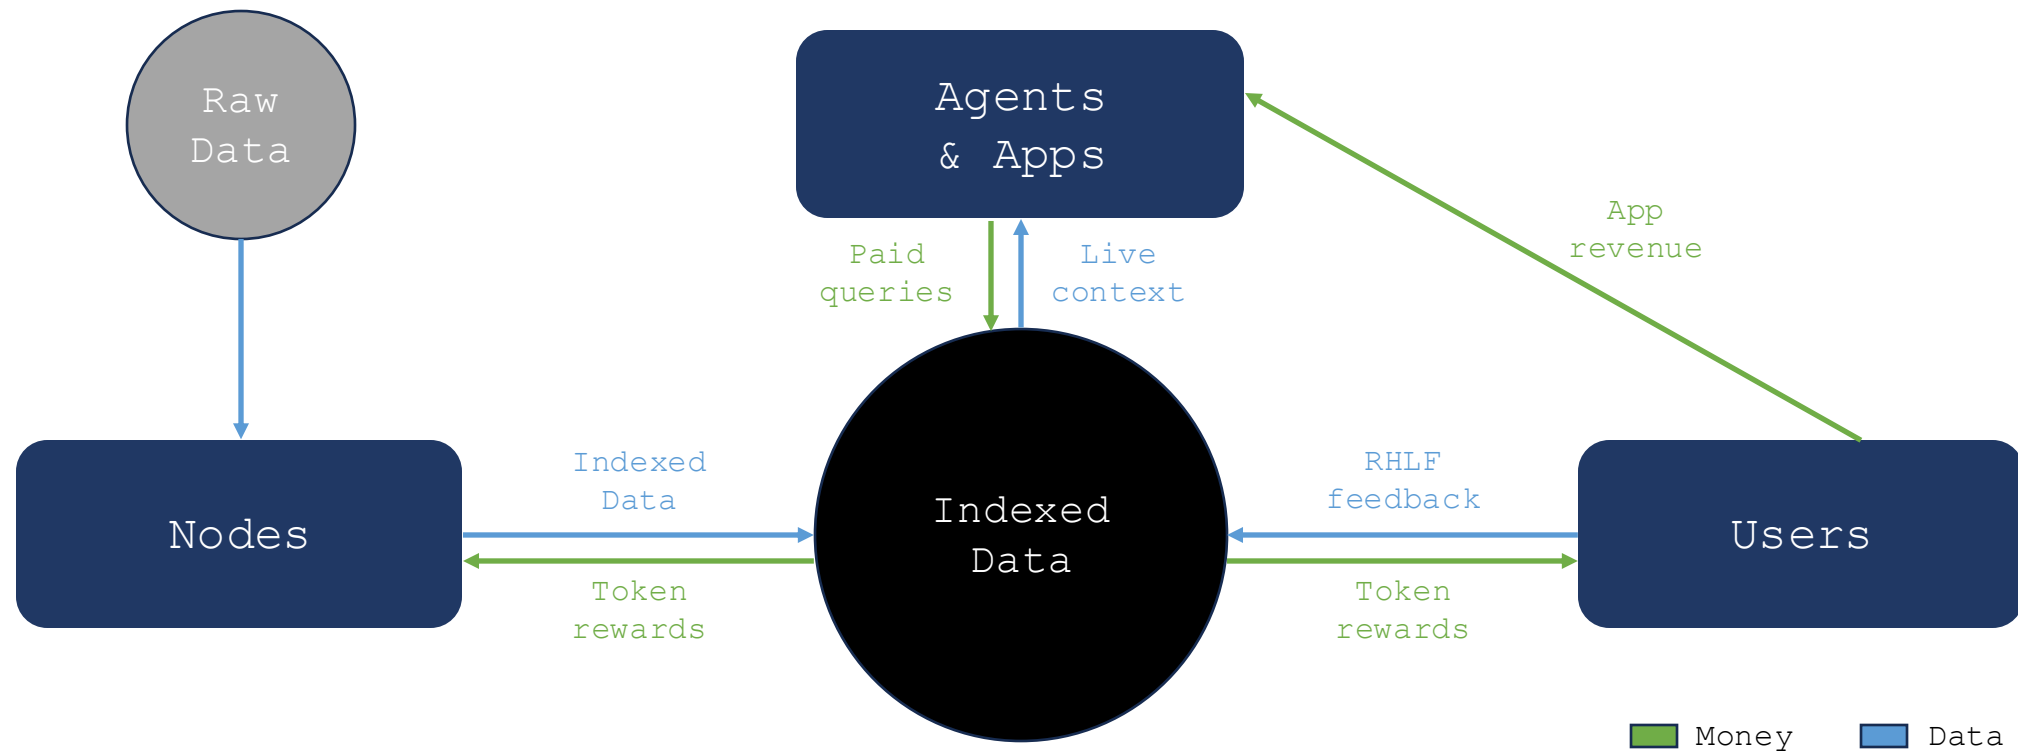 Raw
Data
Agents
& Apps
App
revenue
Paid
queries
Live
context
Indexed
Data
RHLF
feedback
Nodes
Indexed
Data
Users
Token
rewards
Token
rewards
Money
Data